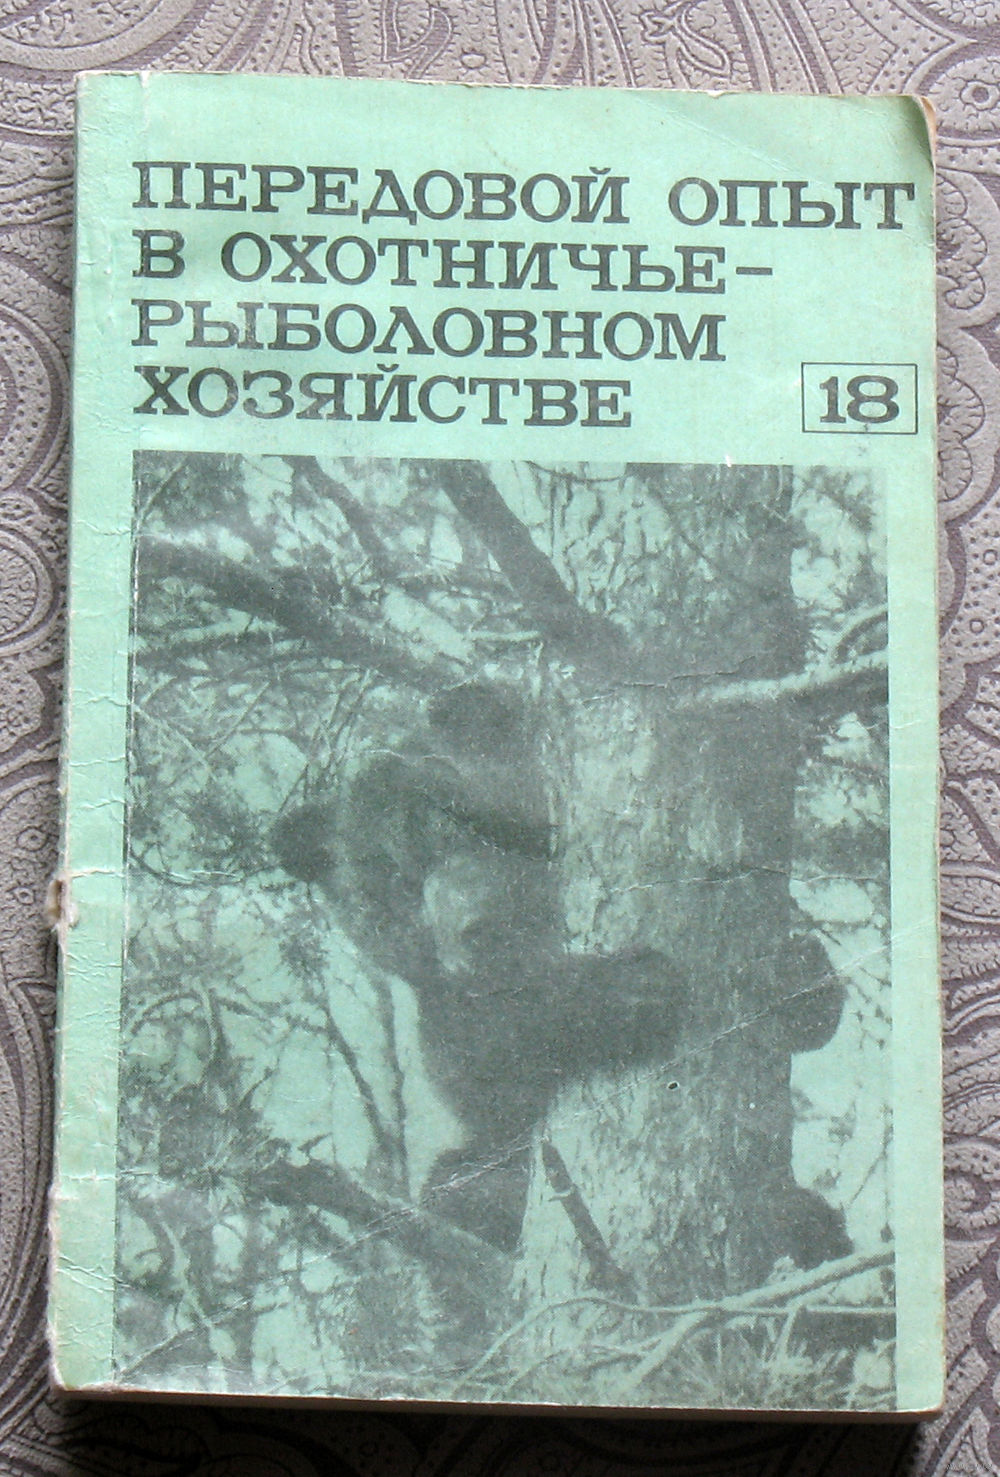 ПЕРЕДОВОЙ ОПЫТ
В ОХОТНИЧЬЕ-
РЫБОЛОВНОМ
ХОЗЯЙСТВЕ
18